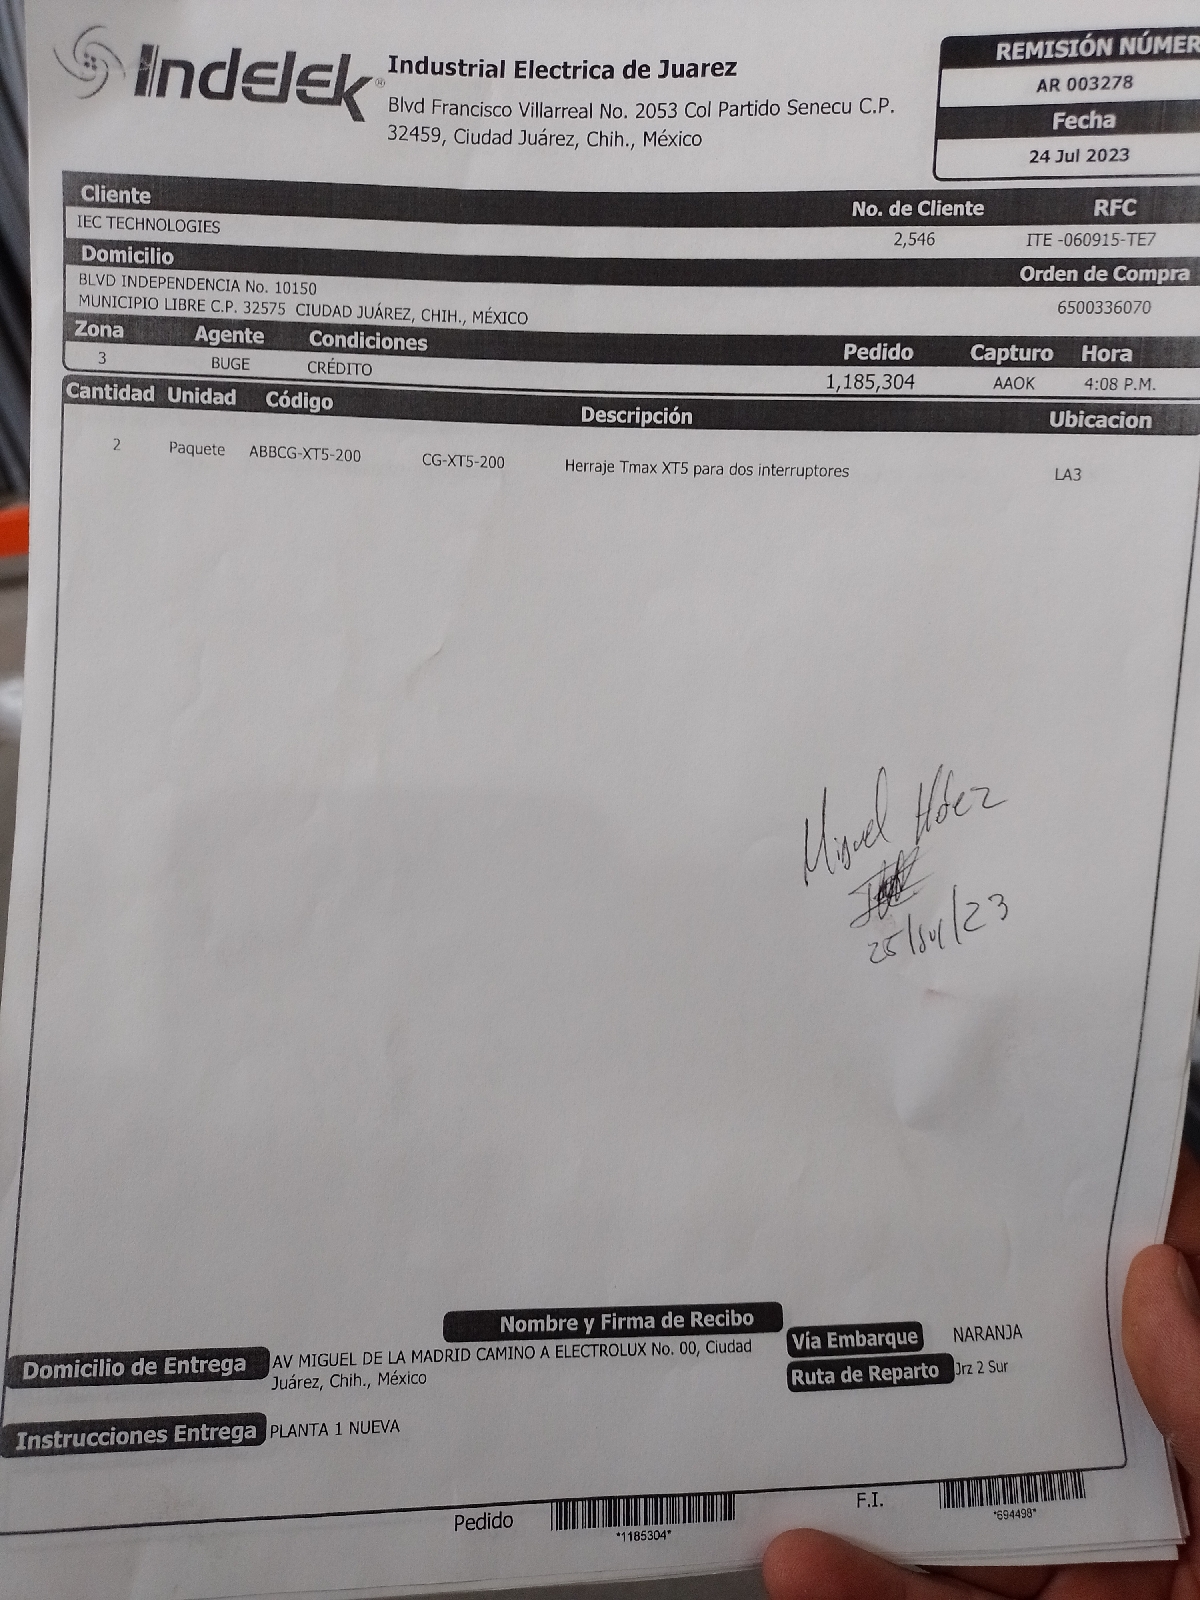 Indelek®
Industrial Electrica de Juarez
Blvd Francisco Villarreal No. 2053 Col Partido Senecu C.P.
32459, Ciudad Juárez, Chih., México
REMISIÓN NÚMER
AR 003278
Fecha
24 Jul 2023
Cliente No. de Cliente RFC
IEC TECHNOLOGIES 2,546 ITE -060915-TE7
Domicilio Orden de Compra
BLVD INDEPENDENCIA No. 10150
MUNICIPIO LIBRE C.P. 32575 CIUDAD JUÁREZ, CHIH., MÉXICO 6500336070
Zona Agente Condiciones Pedido Capturo Hora
3 BUGE CRÉDITO 1,185,304 AAOK 4:08 P.M.
Cantidad Unidad Código Descripción Ubicacion
2 Paquete ABBCG-XT5-200 CG-XT5-200 Herraje Tmax XT5 para dos interruptores LA3
Miguel Hdez
25/Jul/23
Nombre y Firma de Recibo
Domicilio de Entrega AV MIGUEL DE LA MADRID CAMINO A ELECTROLUX No. 00, Ciudad
Juárez, Chih., México
Vía Embarque NARANJA
Ruta de Reparto Jrz 2 Sur
Instrucciones Entrega PLANTA 1 NUEVA
Pedido *1185304* F.I. *694498*